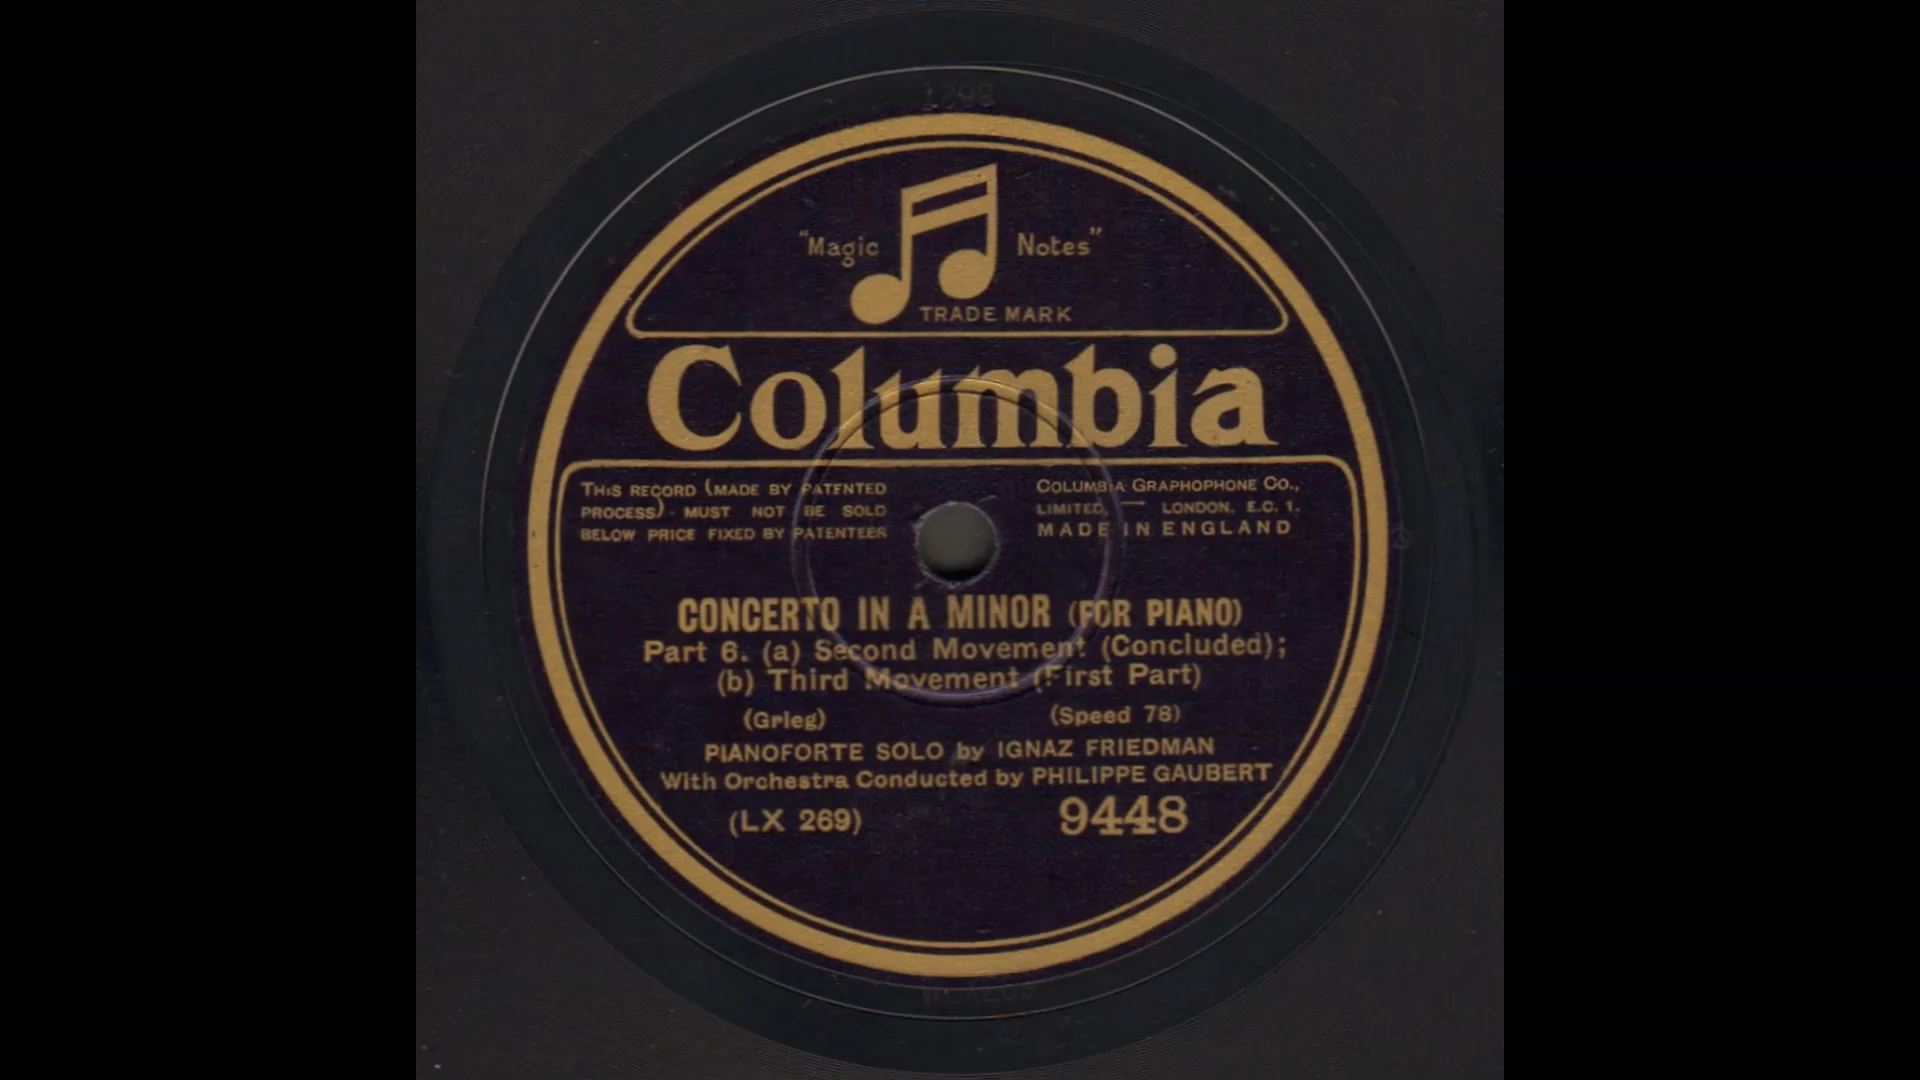 "Magic Notes"
TRADE MARK
Columbia
THIS RECORD (MADE BY PATENTED
PROCESS) - MUST NOT BE SOLD
BELOW PRICE FIXED BY PATENTEES
COLUMBIA GRAPHOPHONE CO.,
LIMITED, — LONDON, E.C. 1.
MADE IN ENGLAND
CONCERTO IN A MINOR (FOR PIANO)
Part 6. (a) Second Movement (Concluded);
(b) Third Movement (First Part)
(Grieg) (Speed 78)
PIANOFORTE SOLO by IGNAZ FRIEDMAN
With Orchestra Conducted by PHILIPPE GAUBERT
(LX 269) 9448